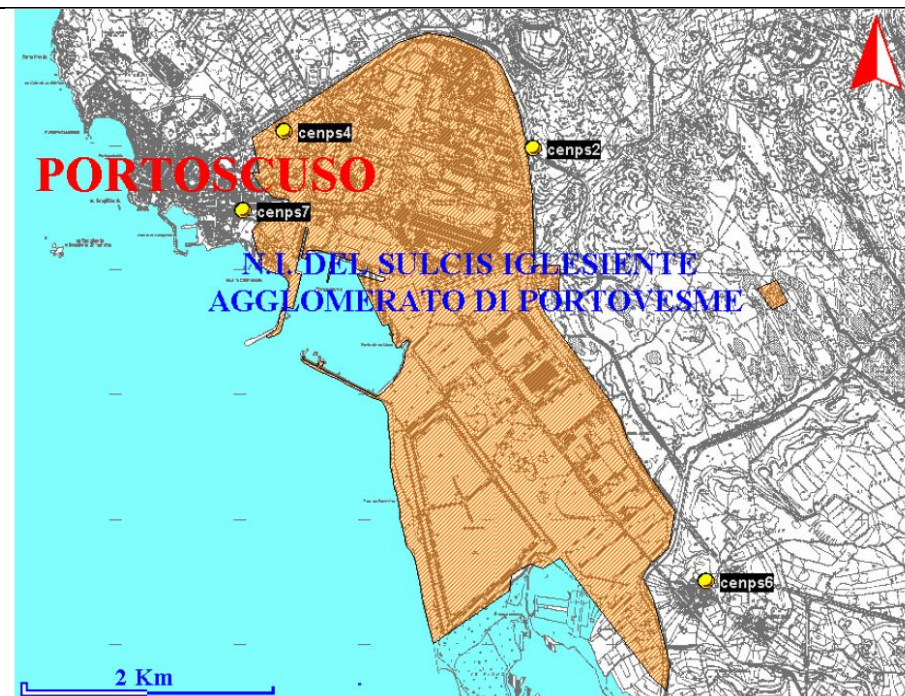 cenps4
cenps2
PORTOSCUSO
cenps7
N.I. DEL SULCIS IGLESIENTE
AGGLOMERATO DI PORTOVESME
cenps6
2 Km